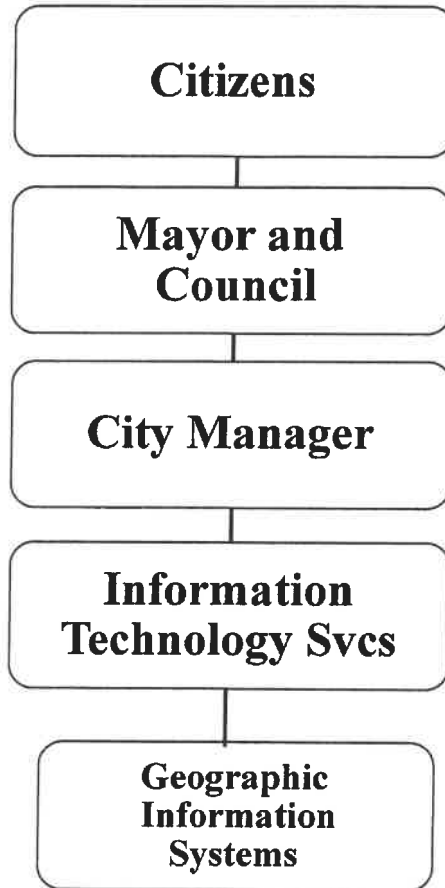 Citizens
Mayor and
Council
City Manager
Information
Technology Svcs
Geographic
Information
Systems